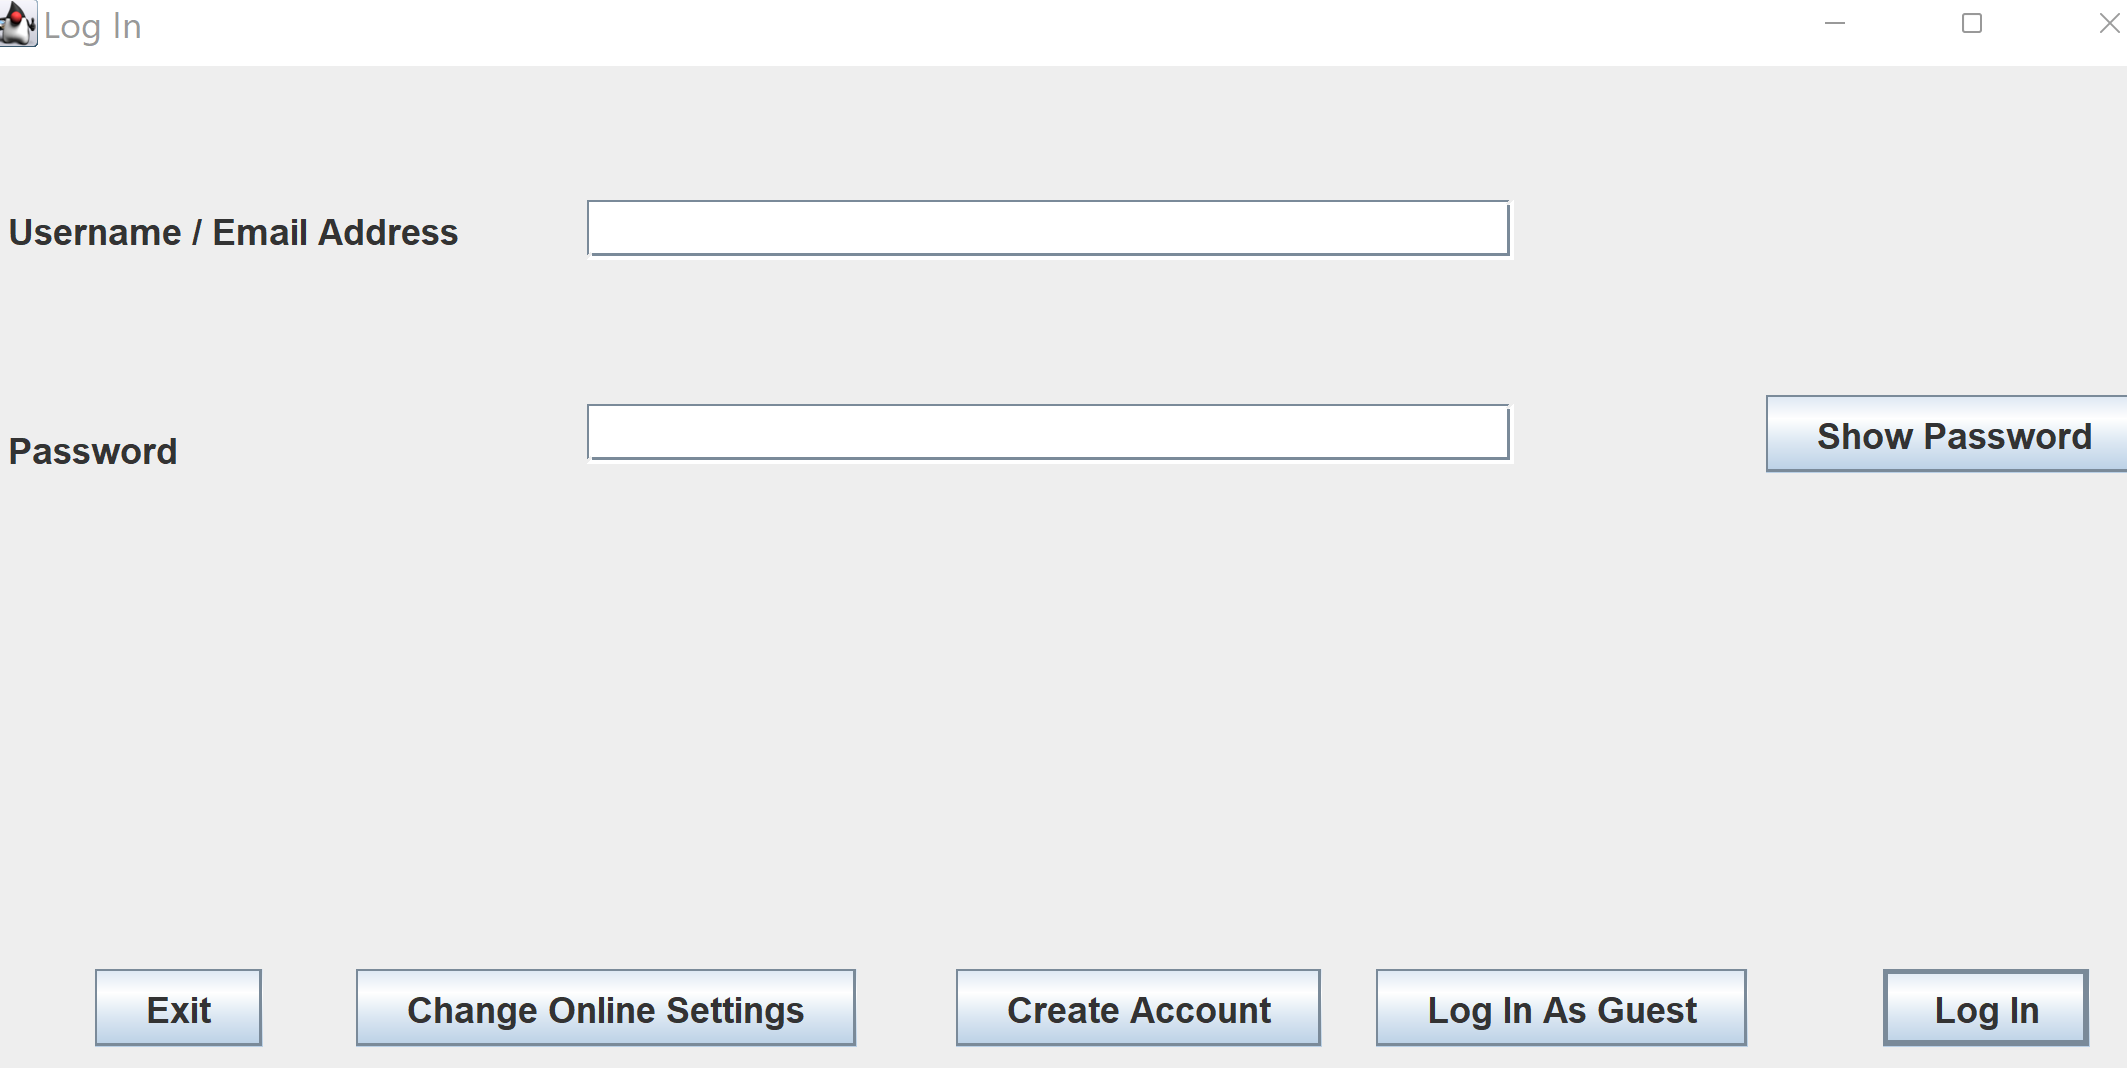 Log In
Username / Email Address
Password
Show Password
Exit
Change Online Settings
Create Account
Log In As Guest
Log In